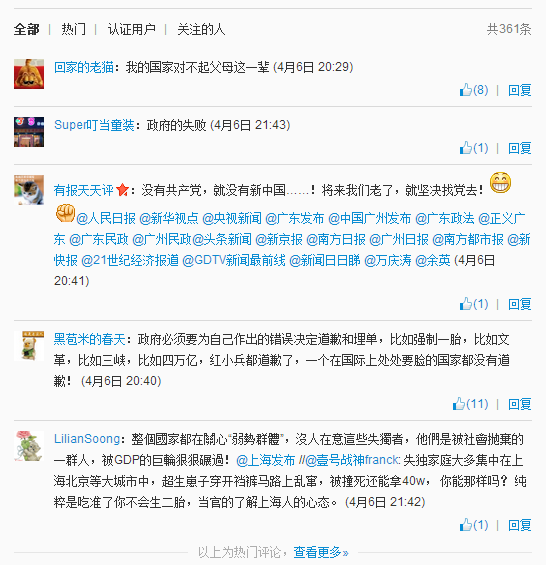 全部 | 热门 | 认证用户 | 关注的人 共361条
回家的老猫：我的国家对不起父母这一辈 (4月6日 20:29)
(8) | 回复
Super叮当童装：政府的失败 (4月6日 21:43)
(1) | 回复
有报天天评：没有共产党，就没有新中国……！将来我们老了，就坚决找党去！
@人民日报 @新华视点 @央视新闻 @广东发布 @中国广州发布 @广东政法 @正义广
东 @广东民政 @广州民政@头条新闻 @新京报 @南方日报 @广州日报 @南方都市报 @新
快报 @21世纪经济报道 @GDTV新闻最前线 @新闻日日睇 @万庆涛 @余英 (4月6日
20:41)
(1) | 回复
黑苞米的春天：政府必须要为自己作出的错误决定道歉和埋单，比如强制一胎，比如文
革，比如三峡，比如四万亿，红小兵都道歉了，一个在国际上处处要脸的国家都没有道
歉！ (4月6日 20:40)
(11) | 回复
LilianSoong：整個國家都在關心“弱勢群體”，沒人在意這些失獨者，他們是被社會拋棄的
一群人，被GDP的巨輪狠狠碾過！@上海发布 //@壹号战神franck: 失独家庭大多集中在上
海北京等大城市中，超生崽子穿开裆裤马路上乱窜，被撞死还能拿40w， 你能那样吗？纯
粹是吃准了你不会生二胎，当官的了解上海人的心态。 (4月6日 21:42)
(1) | 回复
以上为热门评论，查看更多»